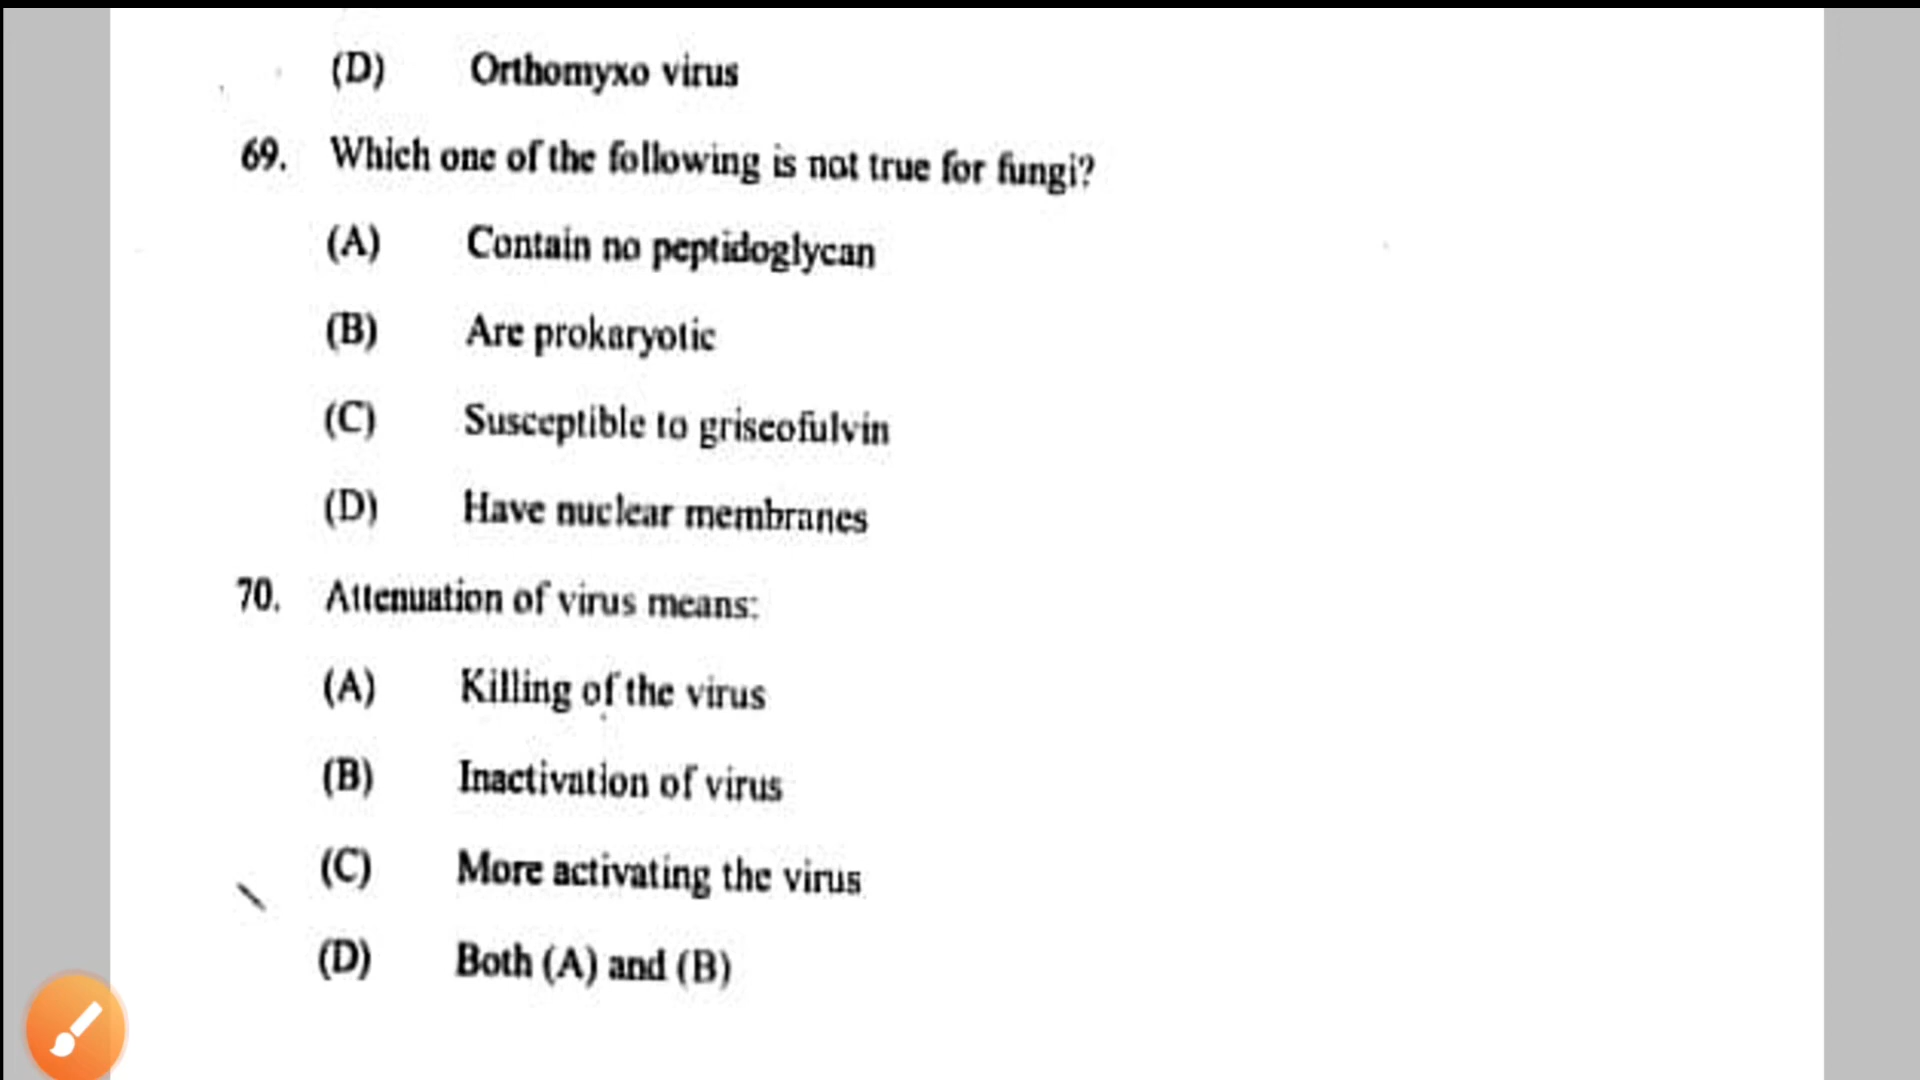 (D) Orthomyxo virus
69. Which one of the following is not true for fungi?
(A) Contain no peptidoglycan
(B) Are prokaryotic
(C) Susceptible to griseofulvin
(D) Have nuclear membranes
70. Attenuation of virus means:
(A) Killing of the virus
(B) Inactivation of virus
(C) More activating the virus
(D) Both (A) and (B)